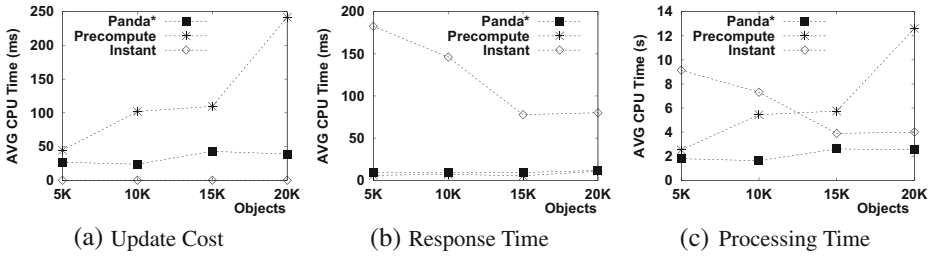 AVG CPU Time (ms)
250
200
150
100
50
0
Panda*
Precompute
Instant
5K 10K 15K 20K
Objects
(a) Update Cost
AVG CPU Time (ms)
200
150
100
50
0
Panda*
Precompute
Instant
5K 10K 15K 20K
Objects
(b) Response Time
AVG CPU Time (s)
14
12
10
8
6
4
2
0
Panda*
Precompute
Instant
5K 10K 15K 20K
Objects
(c) Processing Time